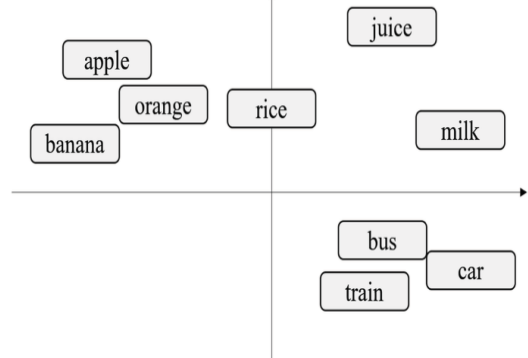 juice
apple
orange
rice
milk
banana
bus
car
train